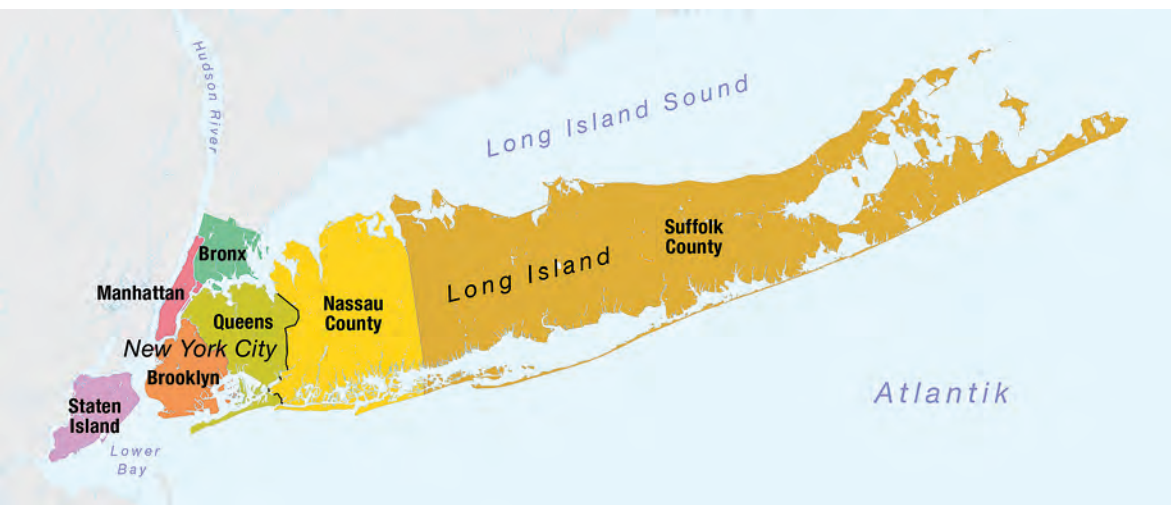 Hudson River
Long Island Sound
Bronx
Manhattan
Suffolk
County
Long Island
Nassau
County
Queens
New York City
Brooklyn
Staten
Island
Atlantik
Lower
Bay